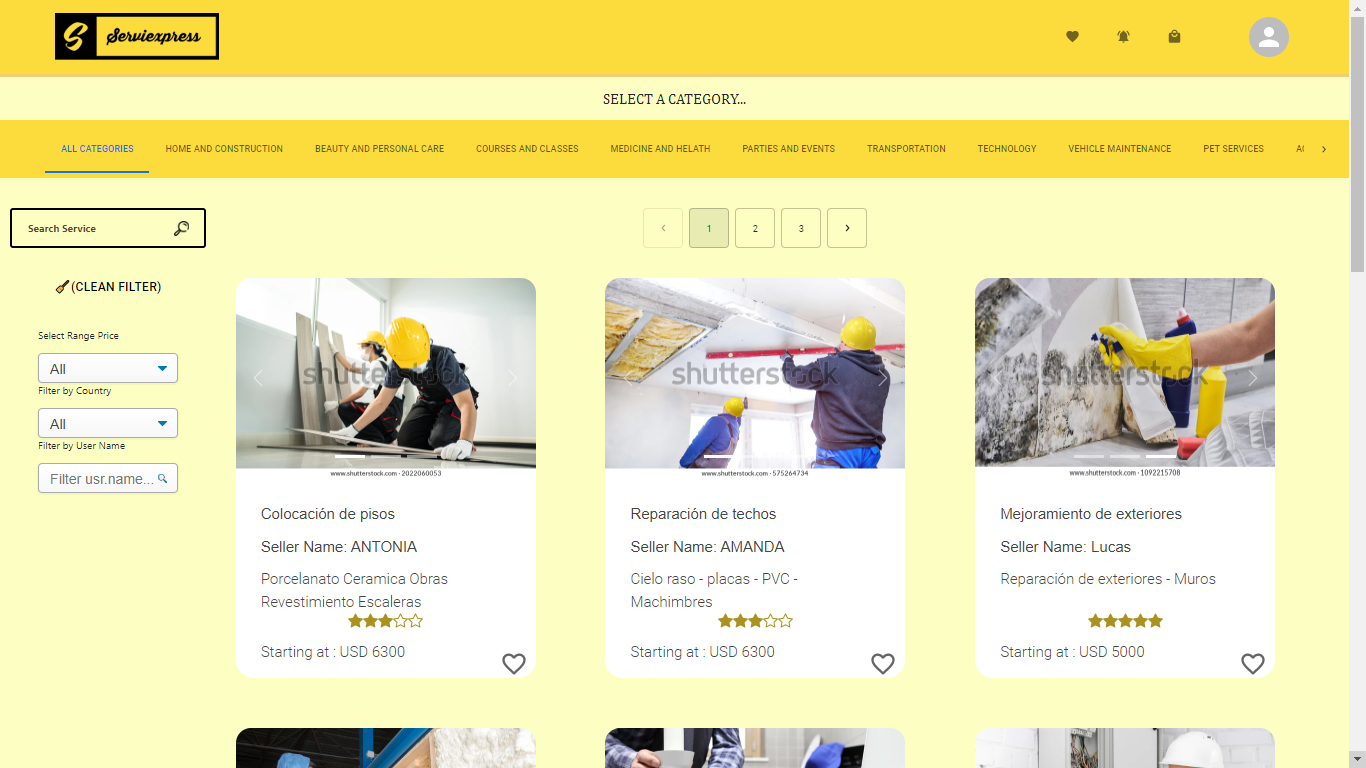 S Serviexpress
SELECT A CATEGORY...
ALL CATEGORIES HOME AND CONSTRUCTION BEAUTY AND PERSONAL CARE COURSES AND CLASSES MEDICINE AND HELATH PARTIES AND EVENTS TRANSPORTATION TECHNOLOGY VEHICLE MAINTENANCE PET SERVICES
Search Service
1 2 3
(CLEAN FILTER)
Select Range Price
All
Filter by Country
All
Filter by User Name
Filter usr.name...
shutterstock
www.shutterstock.com · 2022060053
Colocación de pisos
Seller Name: ANTONIA
Porcelanato Ceramica Obras
Revestimiento Escaleras
Starting at : USD 6300
shutterstock
www.shutterstock.com · 575264734
Reparación de techos
Seller Name: AMANDA
Cielo raso - placas - PVC -
Machimbres
Starting at : USD 6300
shutterstock
www.shutterstock.com · 1092215708
Mejoramiento de exteriores
Seller Name: Lucas
Reparación de exteriores - Muros
Starting at : USD 5000